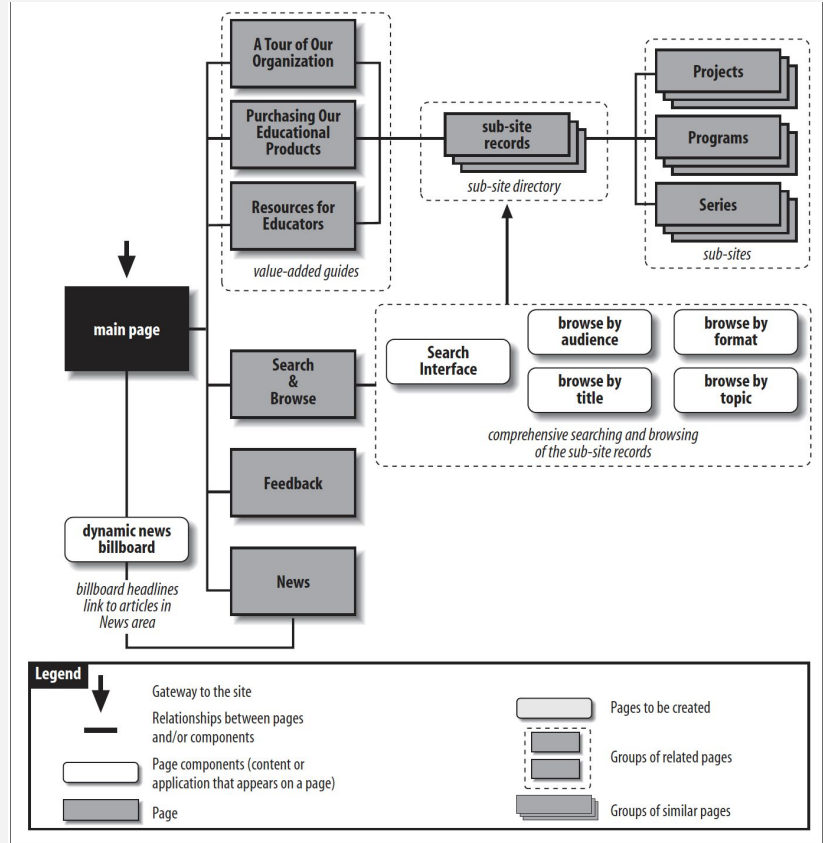 A Tour of Our
Organization
Purchasing Our
Educational
Products
Resources for
Educators
value-added guides
sub-site
records
sub-site directory
Projects
Programs
Series
sub-sites
main page
Search
&
Browse
Search
Interface
browse by
audience
browse by
format
browse by
title
browse by
topic
comprehensive searching and browsing
of the sub-site records
Feedback
dynamic news
billboard
billboard headlines
link to articles in
News area
News
Legend
Gateway to the site
Relationships between pages
and/or components
Page components (content or
application that appears on a page)
Page
Pages to be created
Groups of related pages
Groups of similar pages